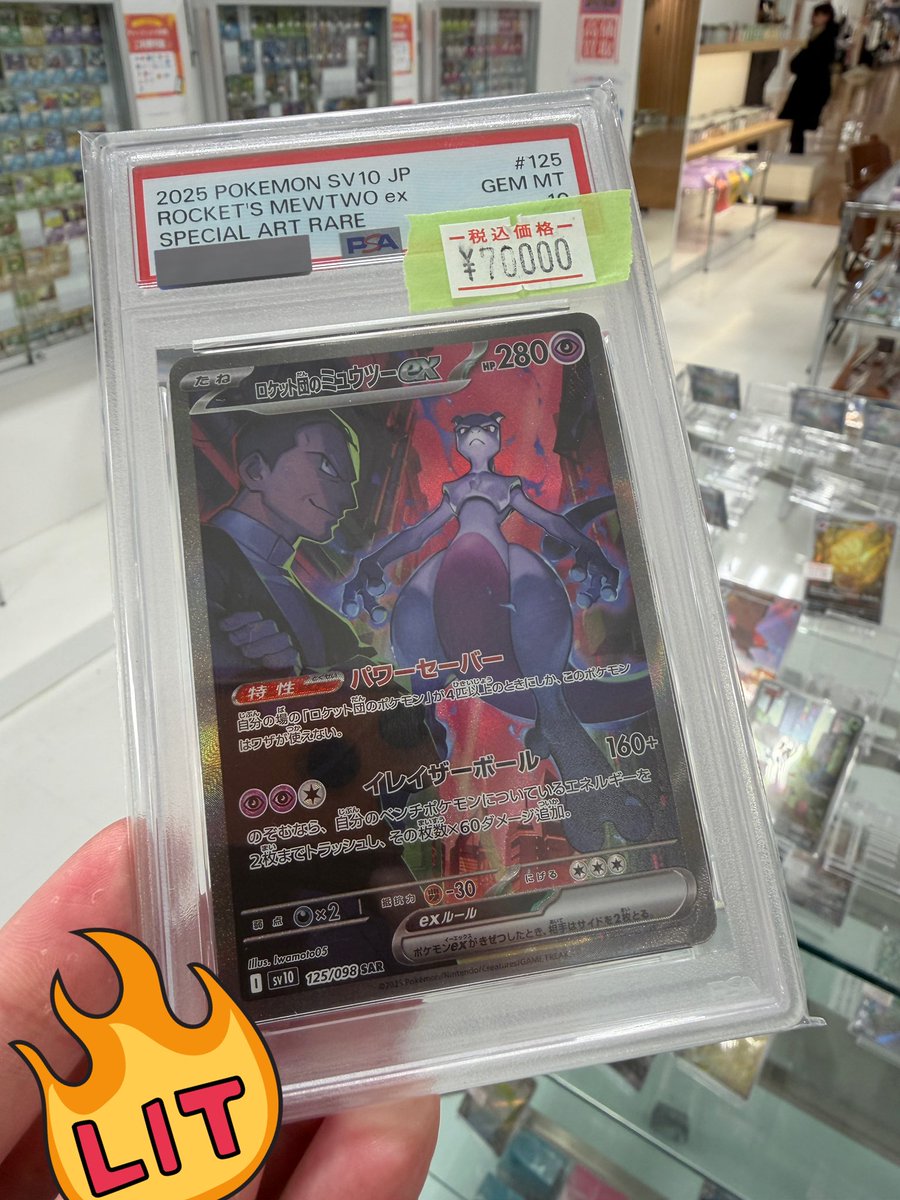 2025 POKEMON SV10 JP
#125
ROCKET'S MEWTWO ex
GEM MT
SPECIAL ART RARE
10
PSA
税込価格
¥70000
たね
ロケット団のミュウツーex
HP280
特性 パワーセーバー
自分の場の「ロケット団のポケモン」が4匹以上のときにしか、このポケモン
はワザが使えない。
イレイザーボール 160+
のぞむなら、自分のベンチポケモンについているエネルギーを
2枚までトラッシュし、その枚数×60ダメージ追加。
弱点 ×2 抵抗力 -30 にげる
exルール
ポケモンexがきぜつしたとき、相手はサイドを2枚とる。
Illus. Iwamoto05
I sv10 125/098 SAR
©2025 Pokémon/Nintendo/Creatures/GAME FREAK
LIT